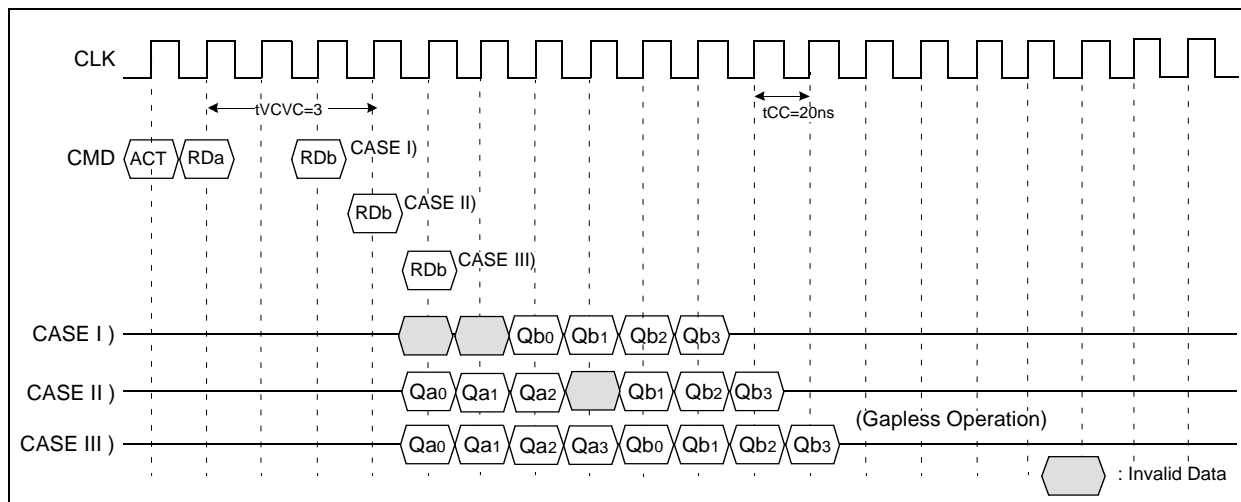 CLK
tVCVC=3
tCC=20ns
CMD ACT RDa RDb CASE I)
RDb CASE II)
RDb CASE III)
CASE I ) Qb0 Qb1 Qb2 Qb3
CASE II ) Qa0 Qa1 Qa2 Qb1 Qb2 Qb3
(Gapless Operation)
CASE III ) Qa0 Qa1 Qa2 Qa3 Qb0 Qb1 Qb2 Qb3
: Invalid Data